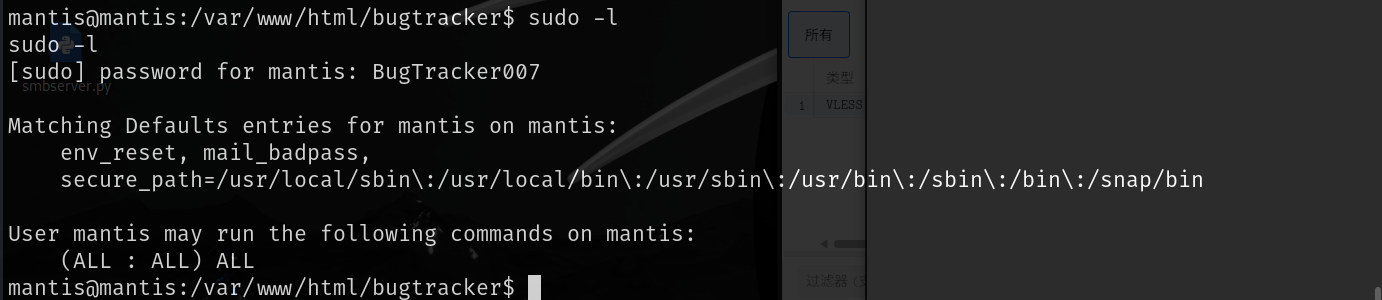 mantis@mantis:/var/www/html/bugtracker$ sudo -l
sudo -l
[sudo] password for mantis: BugTracker007
smbserver.py
Matching Defaults entries for mantis on mantis:
env_reset, mail_badpass,
secure_path=/usr/local/sbin\:/usr/local/bin\:/usr/sbin\:/usr/bin\:/sbin\:/bin\:/snap/bin
User mantis may run the following commands on mantis:
(ALL : ALL) ALL
mantis@mantis:/var/www/html/bugtracker$
所有
类型
1 VLESS
过滤器